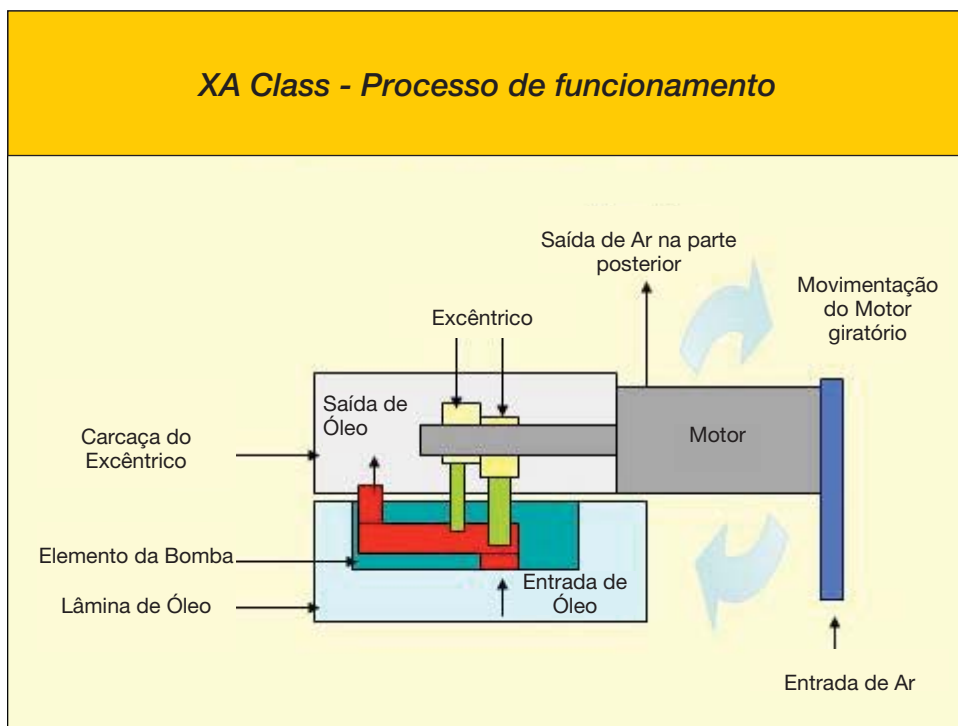 XA Class - Processo de funcionamento
Saída de Ar na parte
posterior
Movimentação
do Motor
giratório
Excêntrico
Saída de
Óleo
Motor
Carcaça do
Excêntrico
Elemento da Bomba
Entrada de
Óleo
Lâmina de Óleo
Entrada de Ar